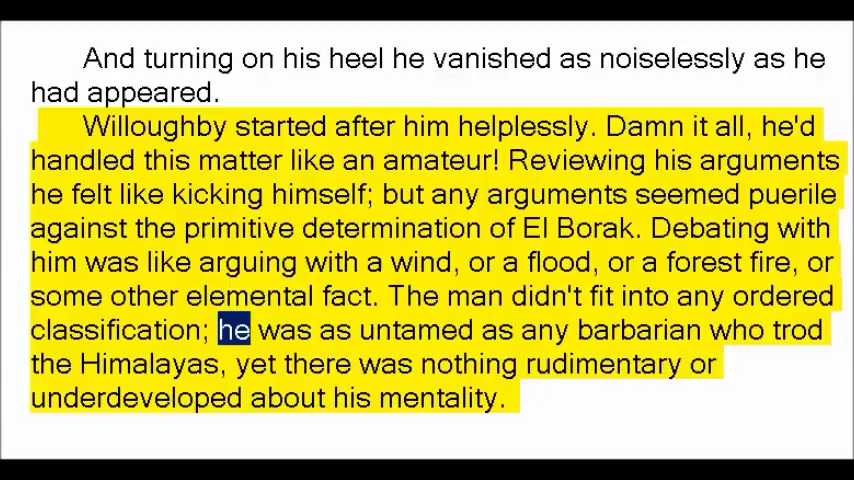 And turning on his heel he vanished as noiselessly as he
had appeared.
Willoughby started after him helplessly. Damn it all, he'd
handled this matter like an amateur! Reviewing his arguments
he felt like kicking himself; but any arguments seemed puerile
against the primitive determination of El Borak. Debating with
him was like arguing with a wind, or a flood, or a forest fire, or
some other elemental fact. The man didn't fit into any ordered
classification; he was as untamed as any barbarian who trod
the Himalayas, yet there was nothing rudimentary or
underdeveloped about his mentality.